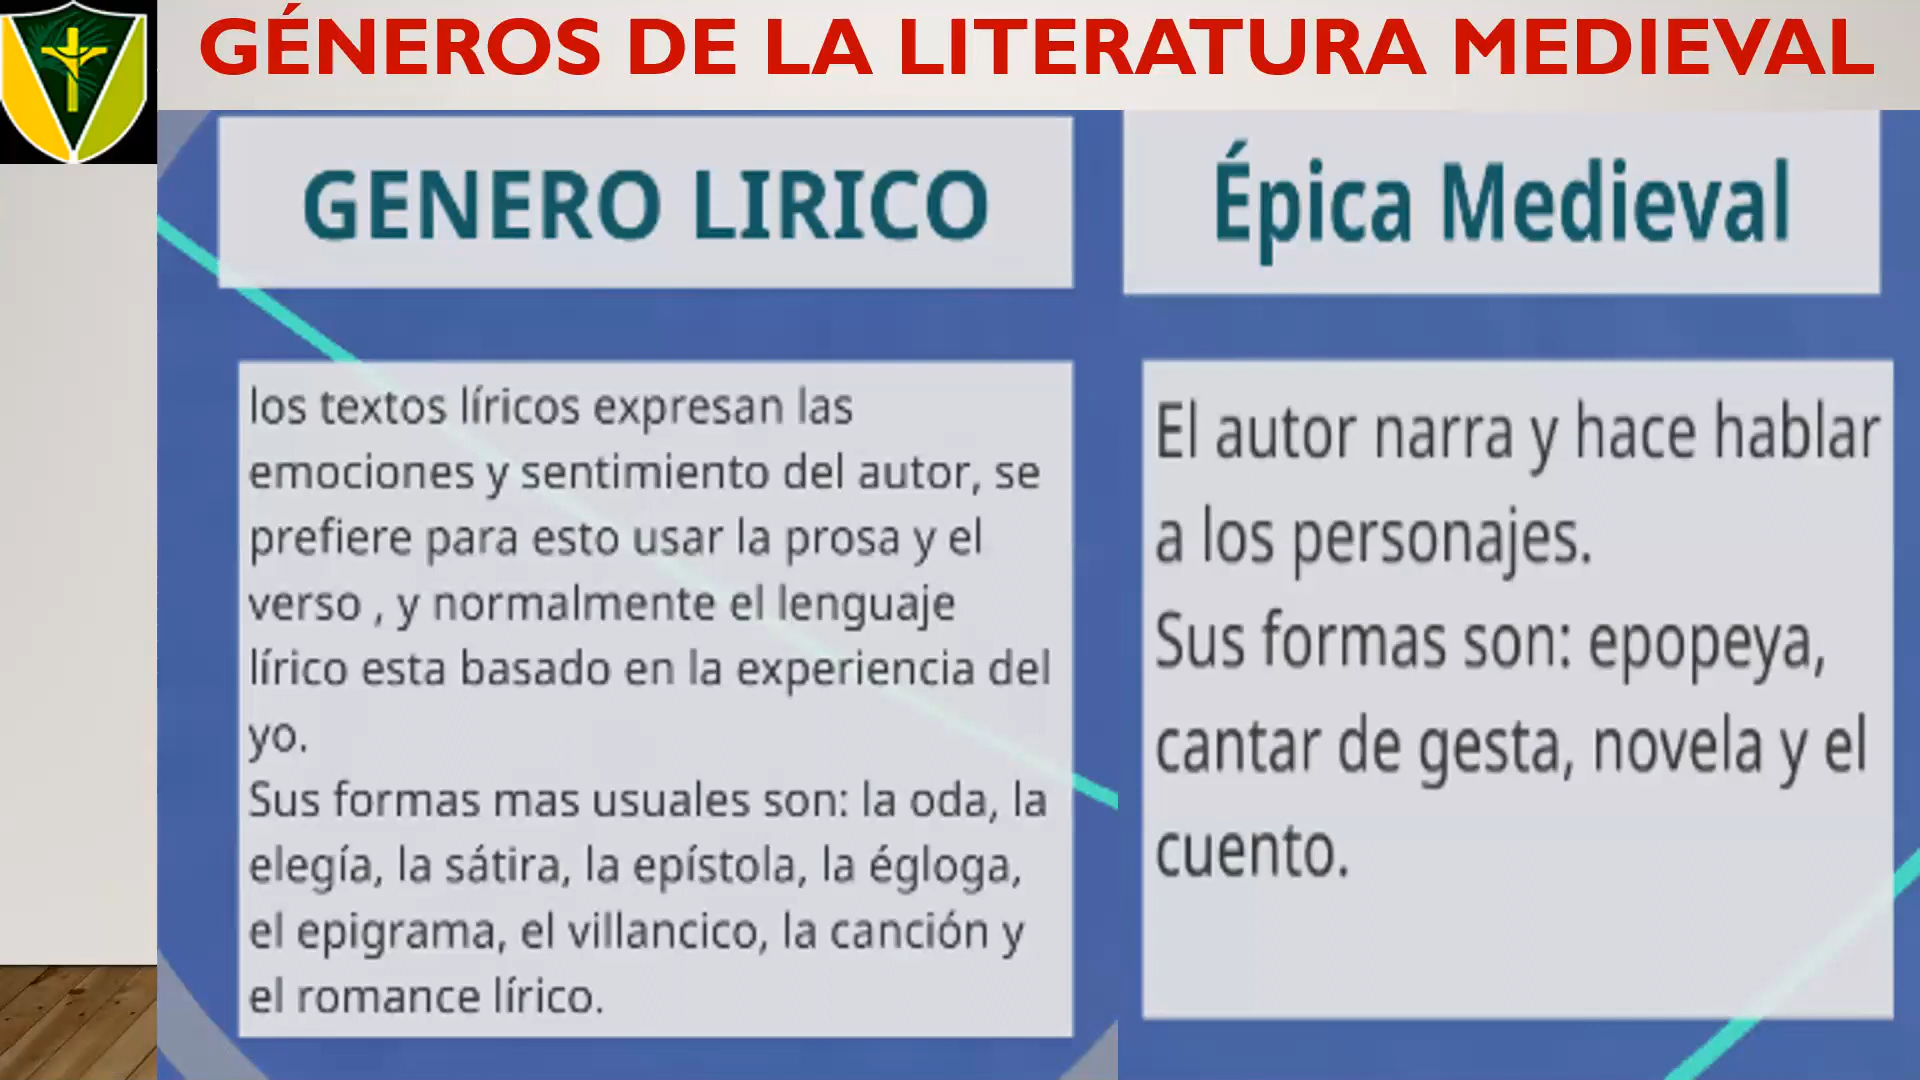 GÉNEROS DE LA LITERATURA MEDIEVAL
GENERO LIRICO
los textos líricos expresan las
emociones y sentimiento del autor, se
prefiere para esto usar la prosa y el
verso , y normalmente el lenguaje
lírico esta basado en la experiencia del
yo.
Sus formas mas usuales son: la oda, la
elegía, la sátira, la epístola, la égloga,
el epigrama, el villancico, la canción y
el romance lírico.
Épica Medieval
El autor narra y hace hablar
a los personajes.
Sus formas son: epopeya,
cantar de gesta, novela y el
cuento.